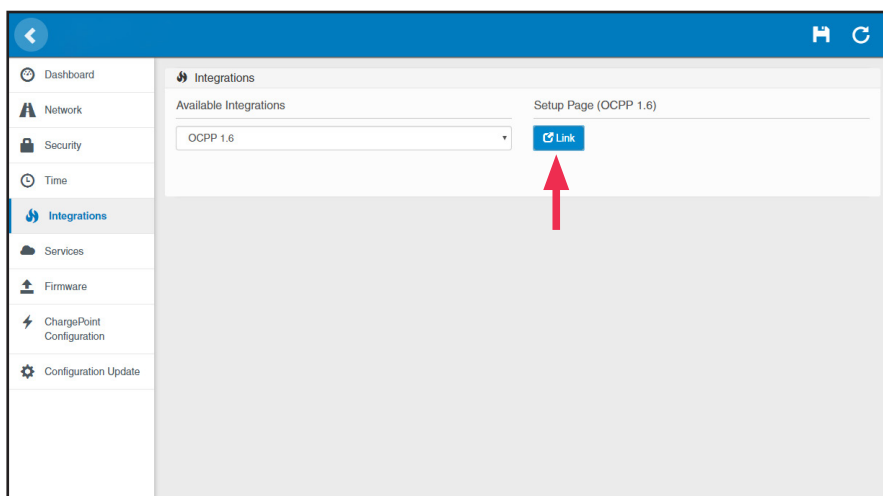 Dashboard
Network
Security
Time
Integrations
Services
Firmware
ChargePoint
Configuration
Configuration Update
Integrations
Available Integrations
OCPP 1.6
Setup Page (OCPP 1.6)
Link